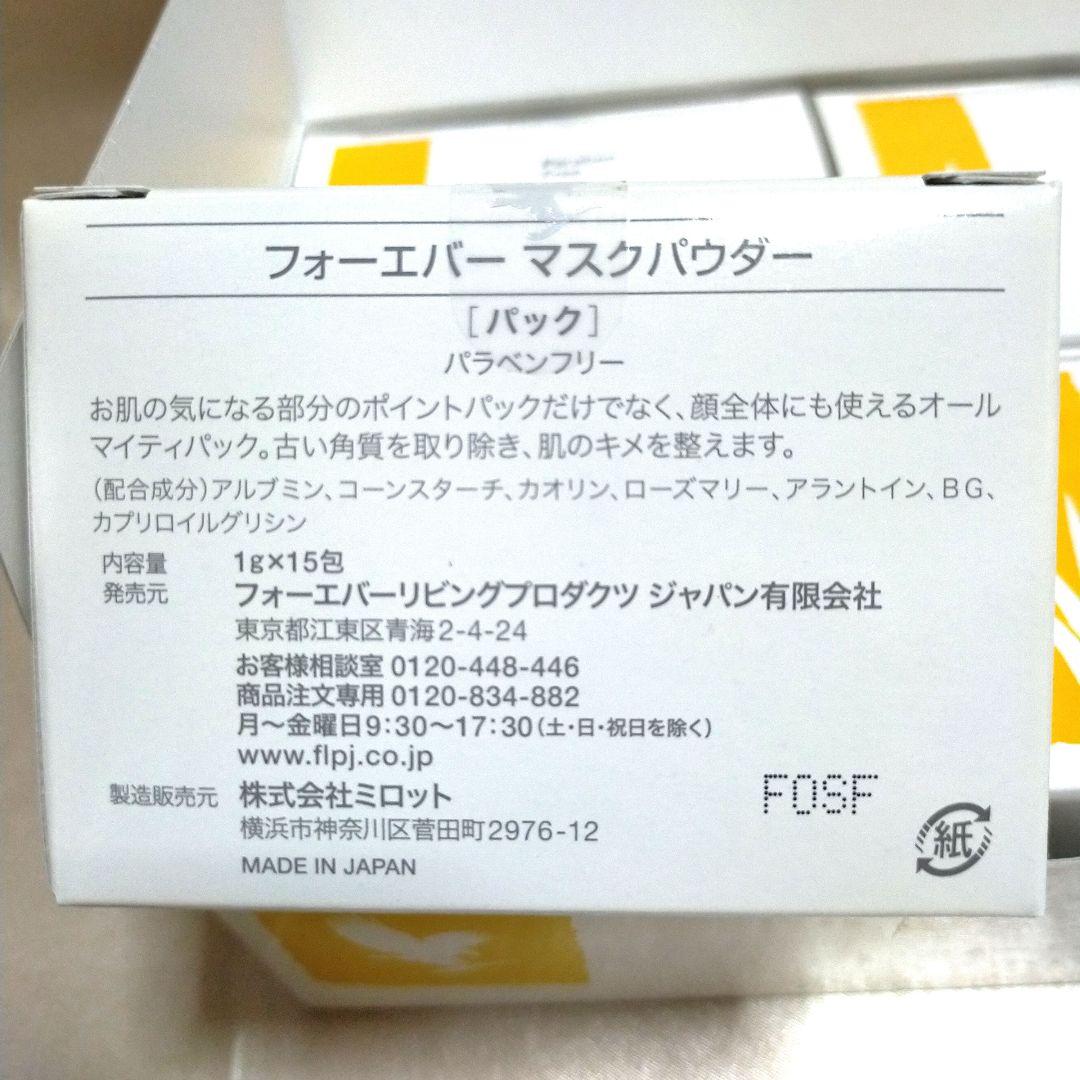 フォーエバー マスクパウダー
[パック]
パラベンフリー
お肌の気になる部分のポイントパックだけでなく、顔全体にも使えるオール
マイティパック。古い角質を取り除き、肌のキメを整えます。
(配合成分)アルブミン、コーンスターチ、カオリン、ローズマリー、アラントイン、BG、
カプリロイルグリシン
内容量 1g×15包
発売元 フォーエバーリビングプロダクツ ジャパン有限会社
東京都江東区青海2-4-24
お客様相談室 0120-448-446
商品注文専用 0120-834-882
月〜金曜日9:30〜17:30(土・日・祝日を除く)
www.flpj.co.jp
製造販売元 株式会社ミロット
横浜市神奈川区菅田町2976-12
MADE IN JAPAN
FOSF
紙